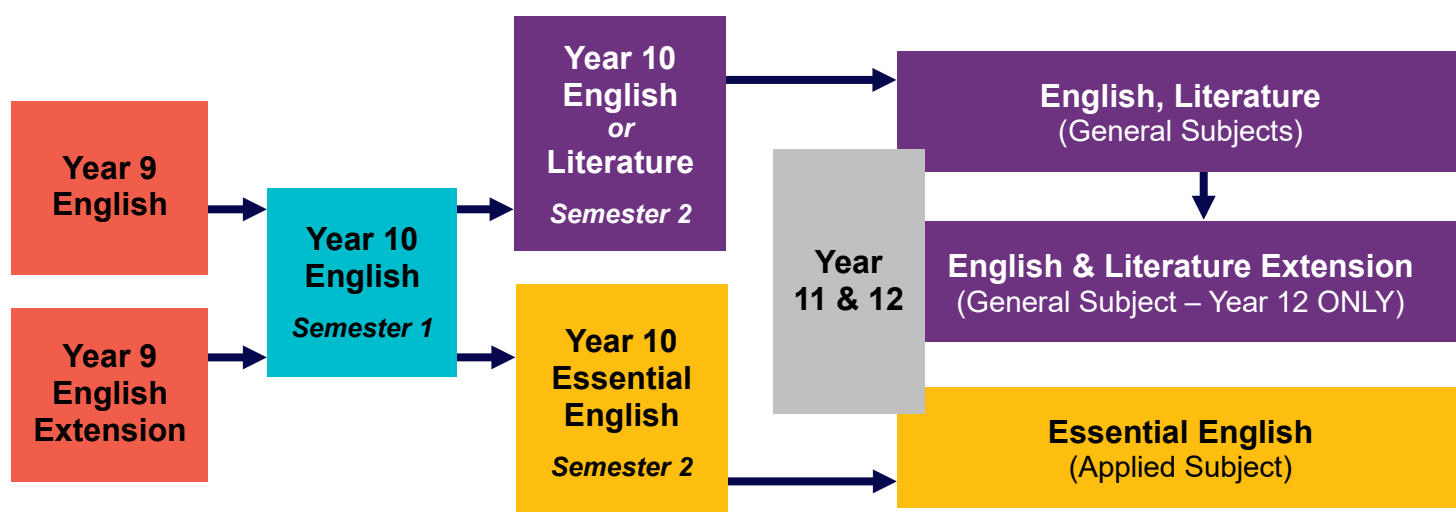 Year 9
English
Year 9
English
Extension
Year 10
English
Semester 1
Year 10
English
or
Literature
Semester 2
Year 10
Essential
English
Semester 2
Year
11 & 12
English, Literature
(General Subjects)
English & Literature Extension
(General Subject – Year 12 ONLY)
Essential English
(Applied Subject)